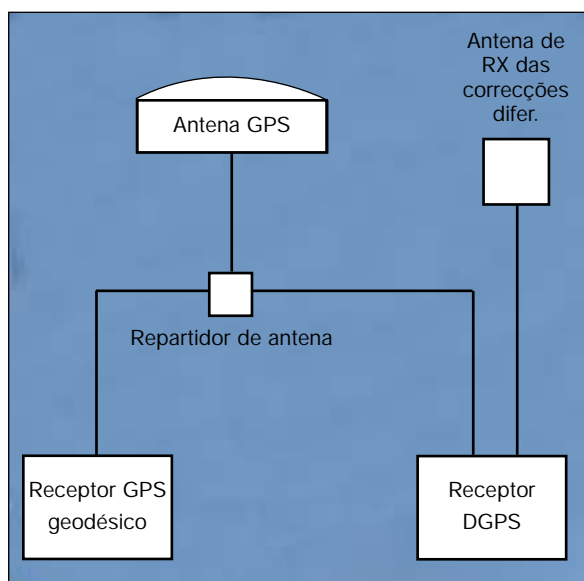 Antena de
RX das
correcções
difer.
Antena GPS
Repartidor de antena
Receptor GPS
geodésico
Receptor
DGPS